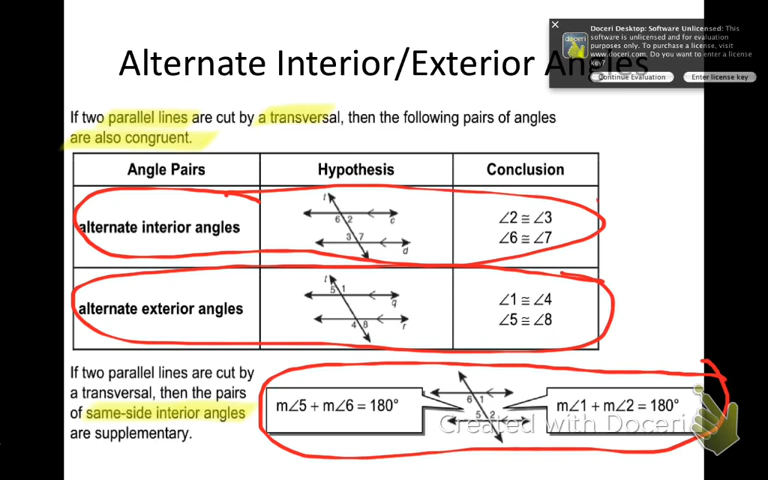 Doceri Desktop: Software Unlicensed: This
software is unlicensed and for evaluation
purposes only. To purchase a license, visit
www.doceri.com. Do you want to enter a license
key?
Continue Evaluation Enter license key
doceri
Alternate Interior/Exterior Angles
If two parallel lines are cut by a transversal, then the following pairs of angles
are also congruent.
Angle Pairs Hypothesis Conclusion
alternate interior angles
l
6 2
c
3 7
d
∠2 ≅ ∠3
∠6 ≅ ∠7
alternate exterior angles
l
5 1
q
4 8
r
∠1 ≅ ∠4
∠5 ≅ ∠8
If two parallel lines are cut by
a transversal, then the pairs
of same-side interior angles
are supplementary.
m∠5 + m∠6 = 180°
6 1
5 2
m∠1 + m∠2 = 180°
Created with Doceri